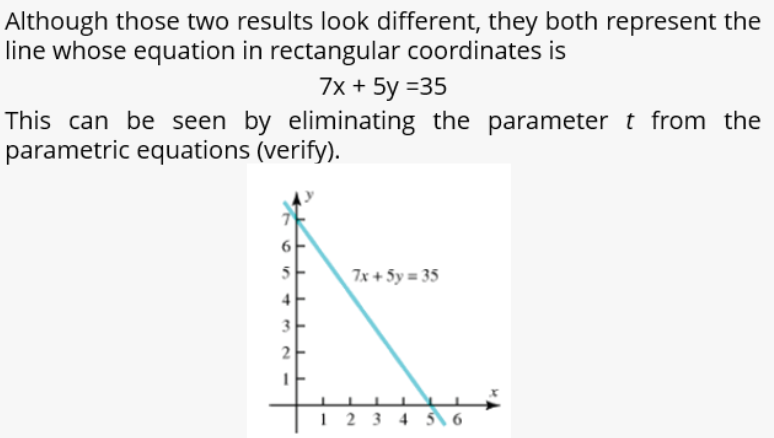 Although those two results look different, they both represent the
line whose equation in rectangular coordinates is
7x + 5y =35
This can be seen by eliminating the parameter t from the
parametric equations (verify).
y
7
6
5
7x + 5y = 35
4
3
2
1
x
1 2 3 4 5 6